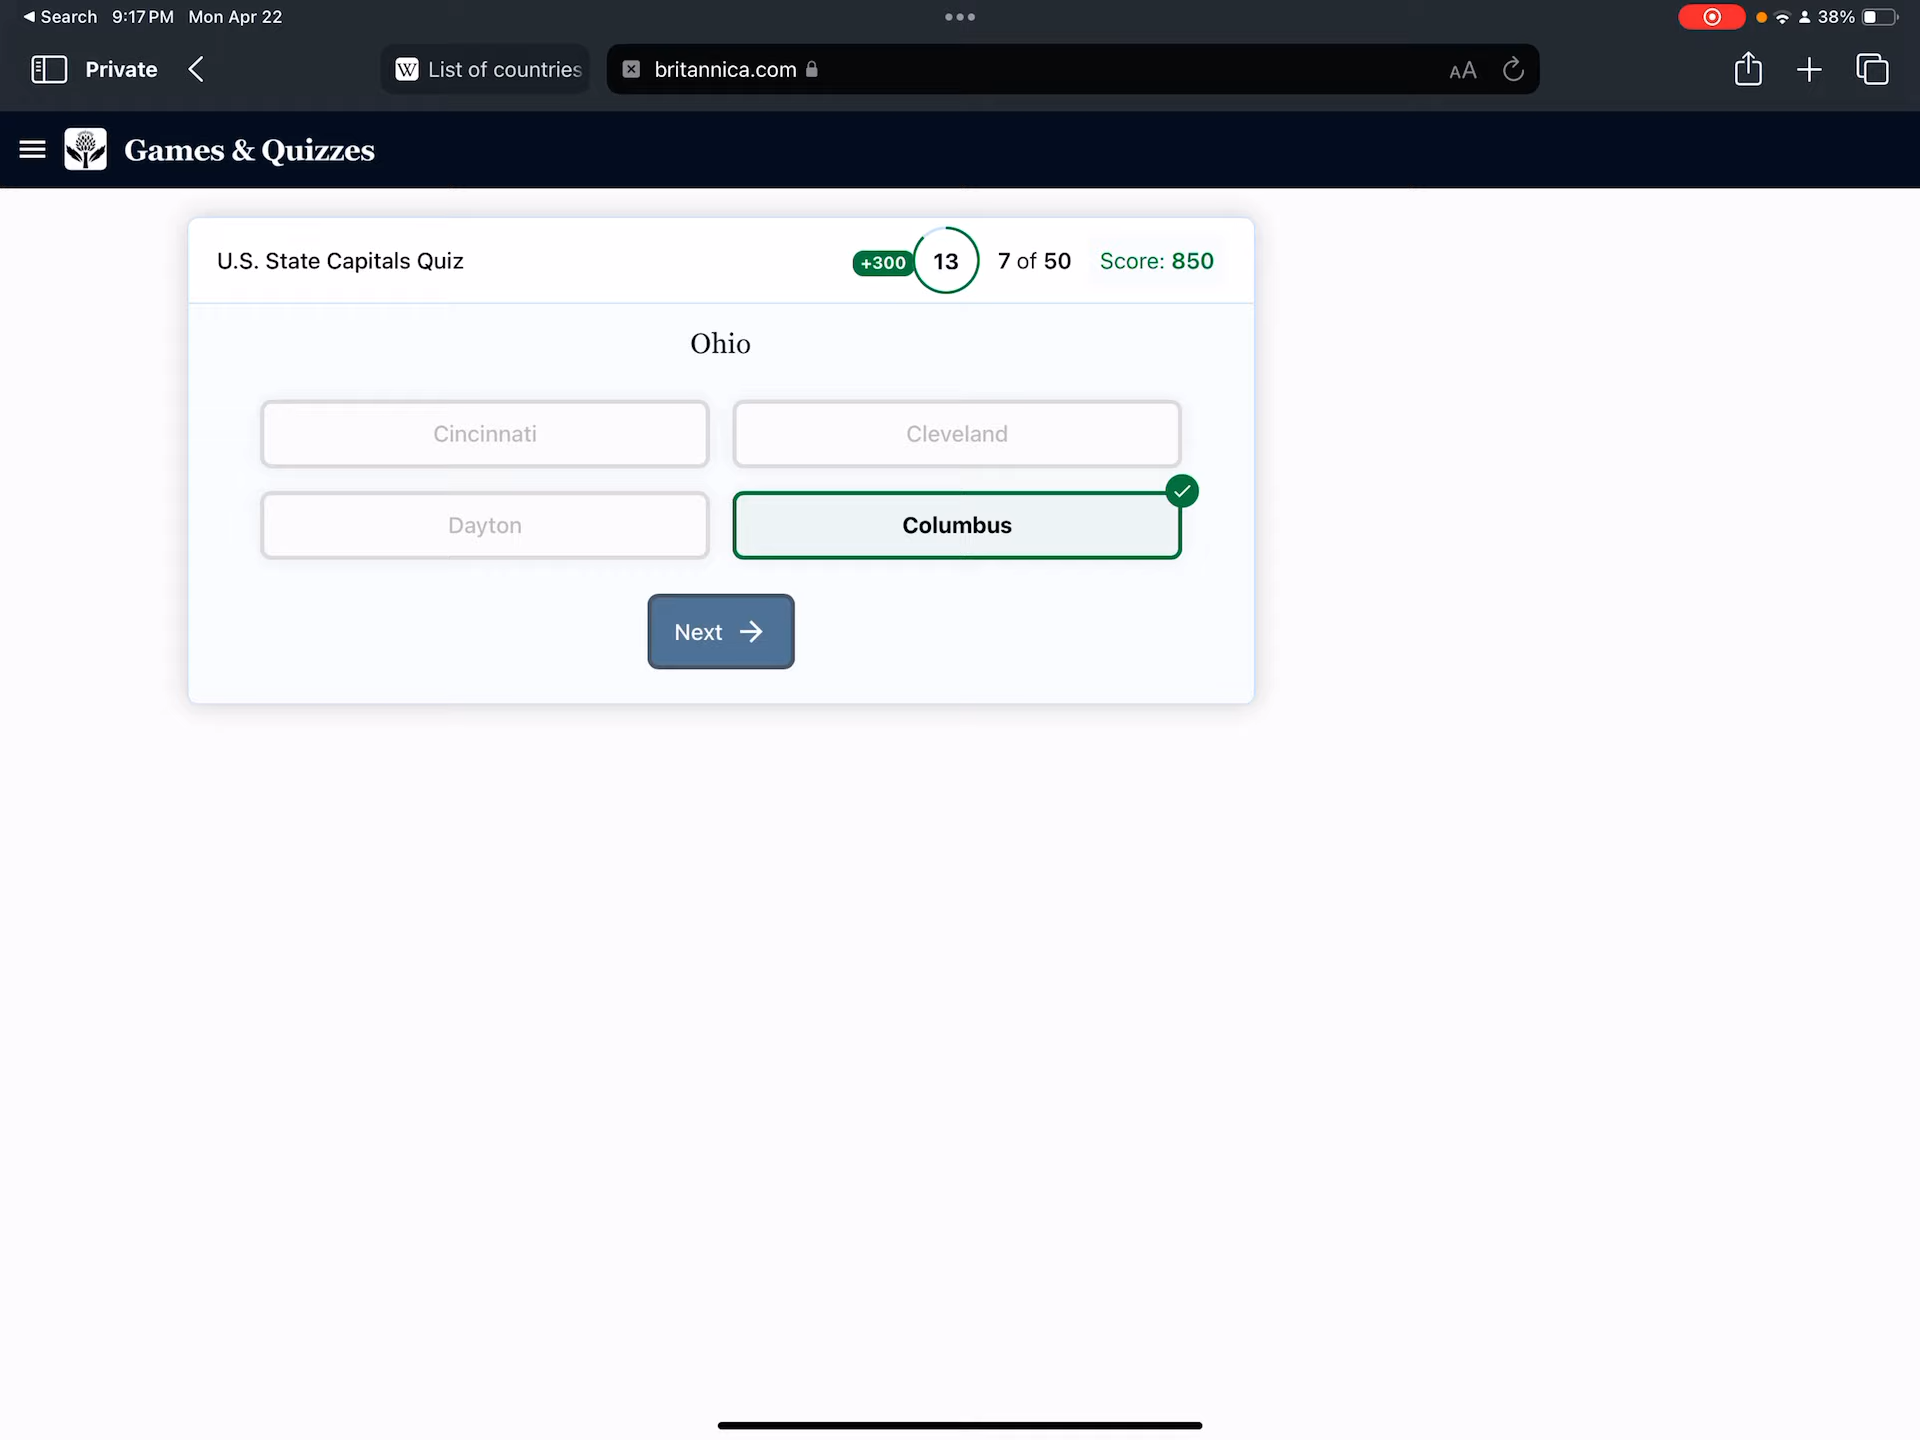 Search 9:17 PM Mon Apr 22 38%
Private List of countries britannica.com AA
Games & Quizzes
U.S. State Capitals Quiz +300 13 7 of 50 Score: 850
Ohio
Cincinnati Cleveland
Dayton Columbus
Next